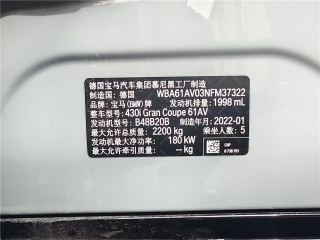 德国宝马汽车集团慕尼黑工厂制造
制造国：德国 WBA61AV03NFM37322
品牌：宝马(BMW)牌 发动机排量：1998 mL
整车型号：430i Gran Coupe 61AV
发动机型号：B48B20B 制造年月：2022-01
最大允许总质量：2200 kg 乘坐人数：5
发动机最大净功率：180 kW
最大允许牵引质量：-- kg